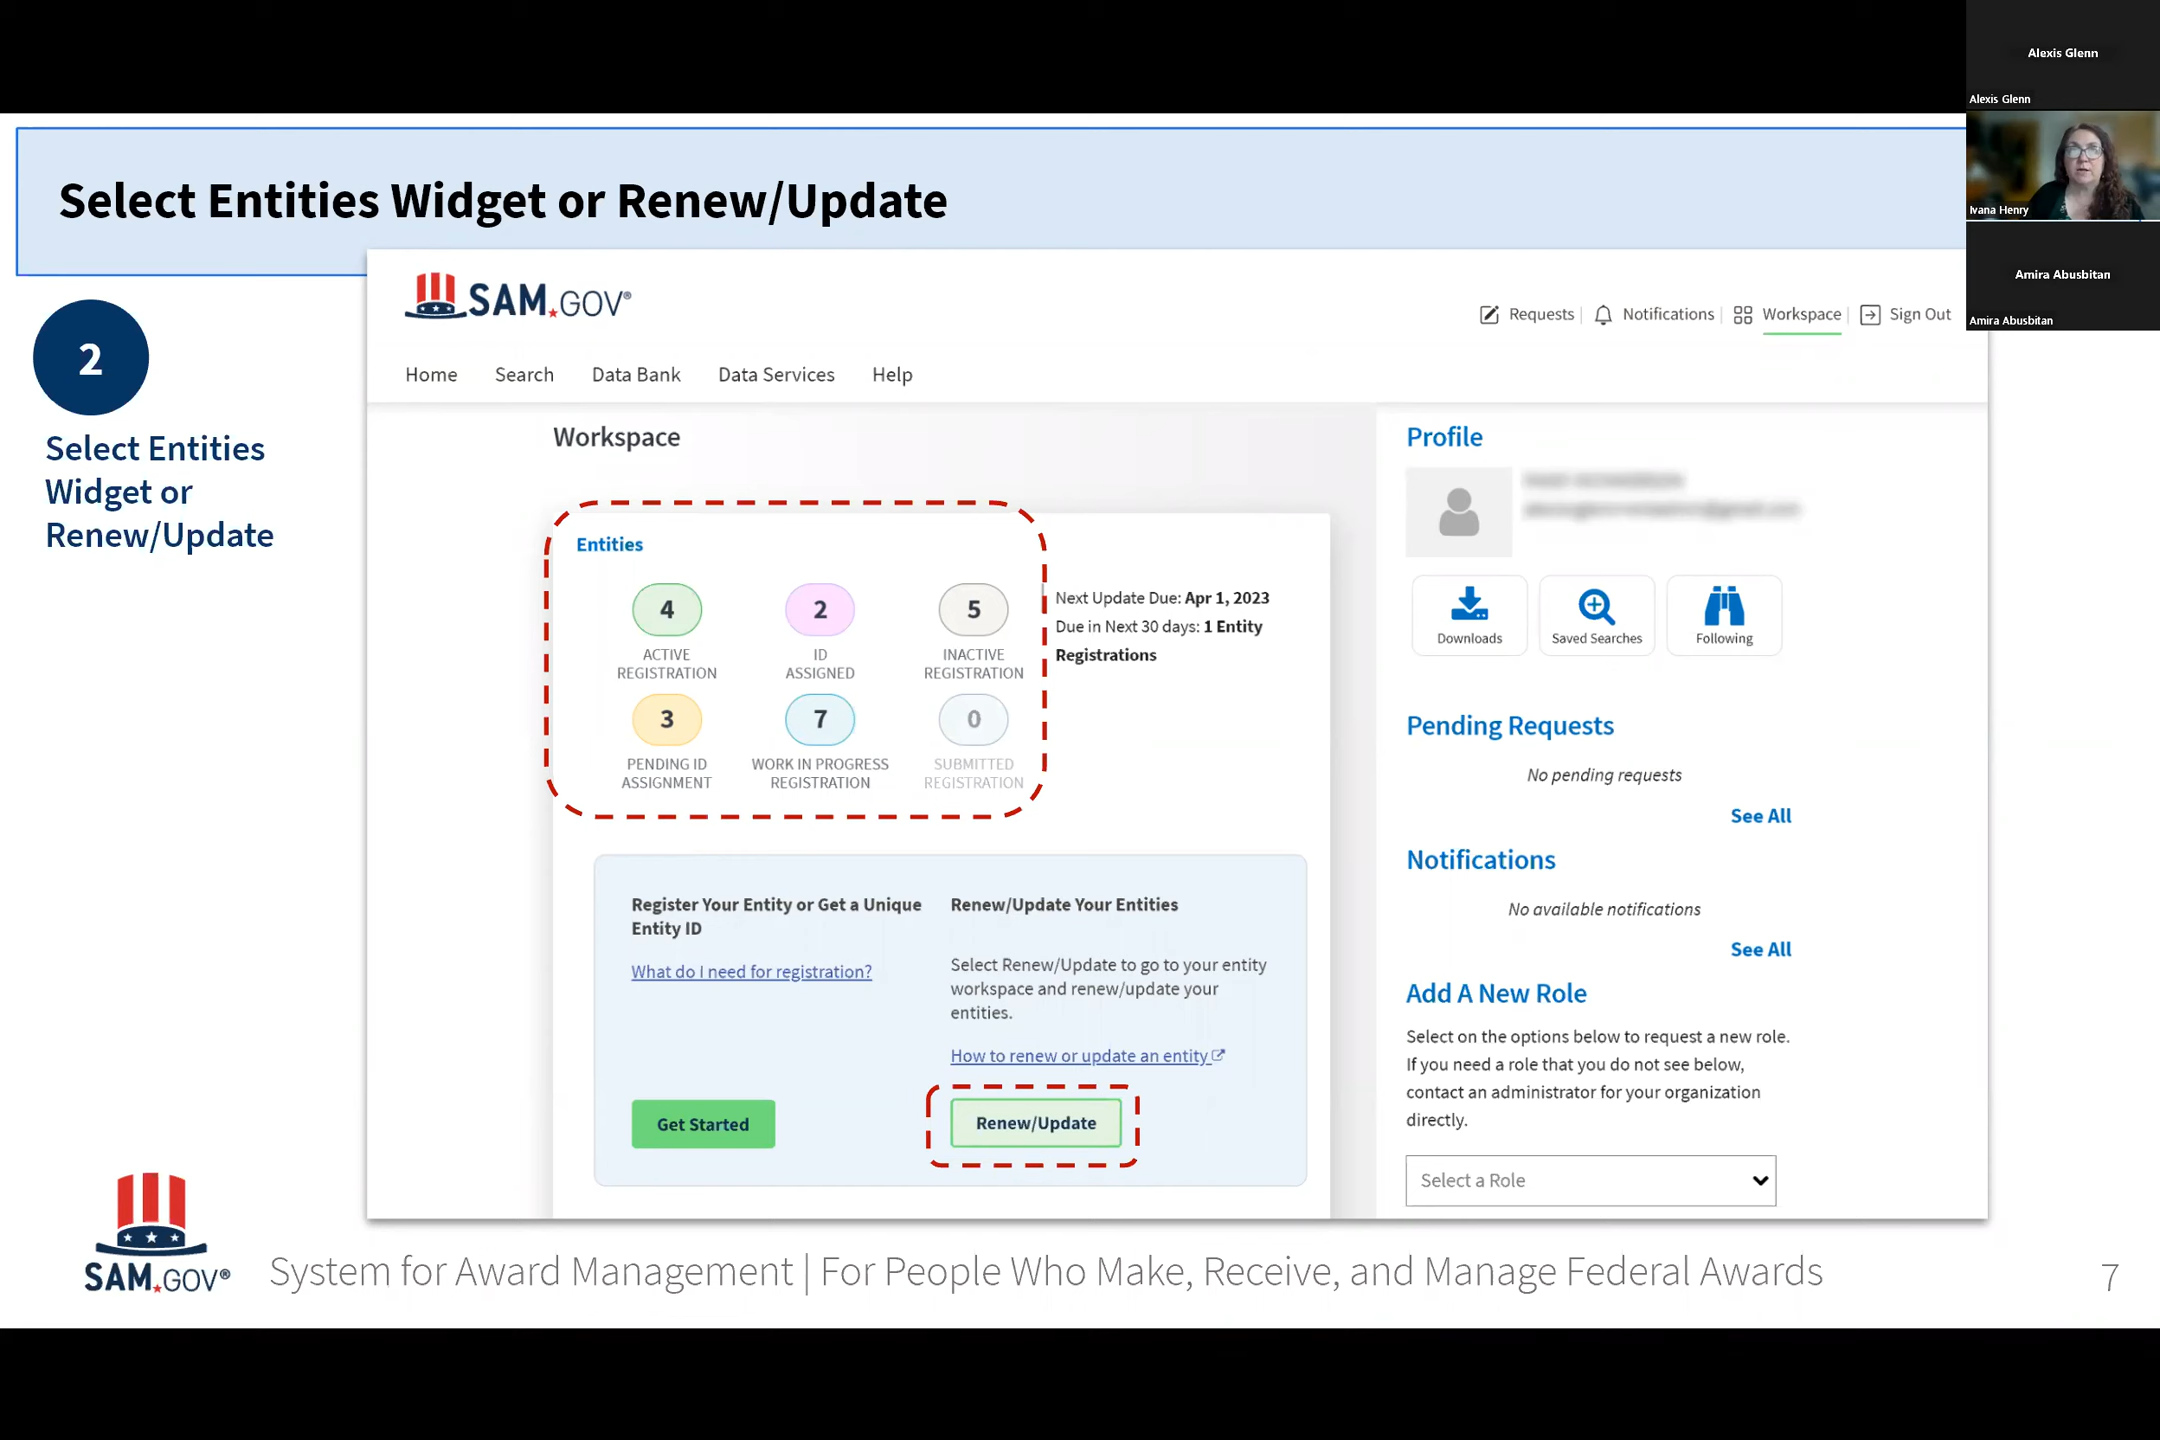 Alexis Glenn
Alexis Glenn
Ivana Henry
Amira Abusbitan
Amira Abusbitan
Select Entities Widget or Renew/Update
2
Select Entities
Widget or
Renew/Update
SAM.GOV®
Requests | Notifications | Workspace | Sign Out
Home Search Data Bank Data Services Help
Workspace
Entities
4 2 5
ACTIVE REGISTRATION
ID ASSIGNED
INACTIVE REGISTRATION
3 7 0
PENDING ID ASSIGNMENT
WORK IN PROGRESS REGISTRATION
SUBMITTED REGISTRATION
Next Update Due: Apr 1, 2023
Due in Next 30 days: 1 Entity
Registrations
Register Your Entity or Get a Unique
Entity ID
What do I need for registration?
Get Started
Renew/Update Your Entities
Select Renew/Update to go to your entity
workspace and renew/update your
entities.
How to renew or update an entity
Renew/Update
Profile
Downloads
Saved Searches
Following
Pending Requests
No pending requests
See All
Notifications
No available notifications
See All
Add A New Role
Select on the options below to request a new role.
If you need a role that you do not see below,
contact an administrator for your organization
directly.
Select a Role
SAM.GOV®
System for Award Management | For People Who Make, Receive, and Manage Federal Awards
7